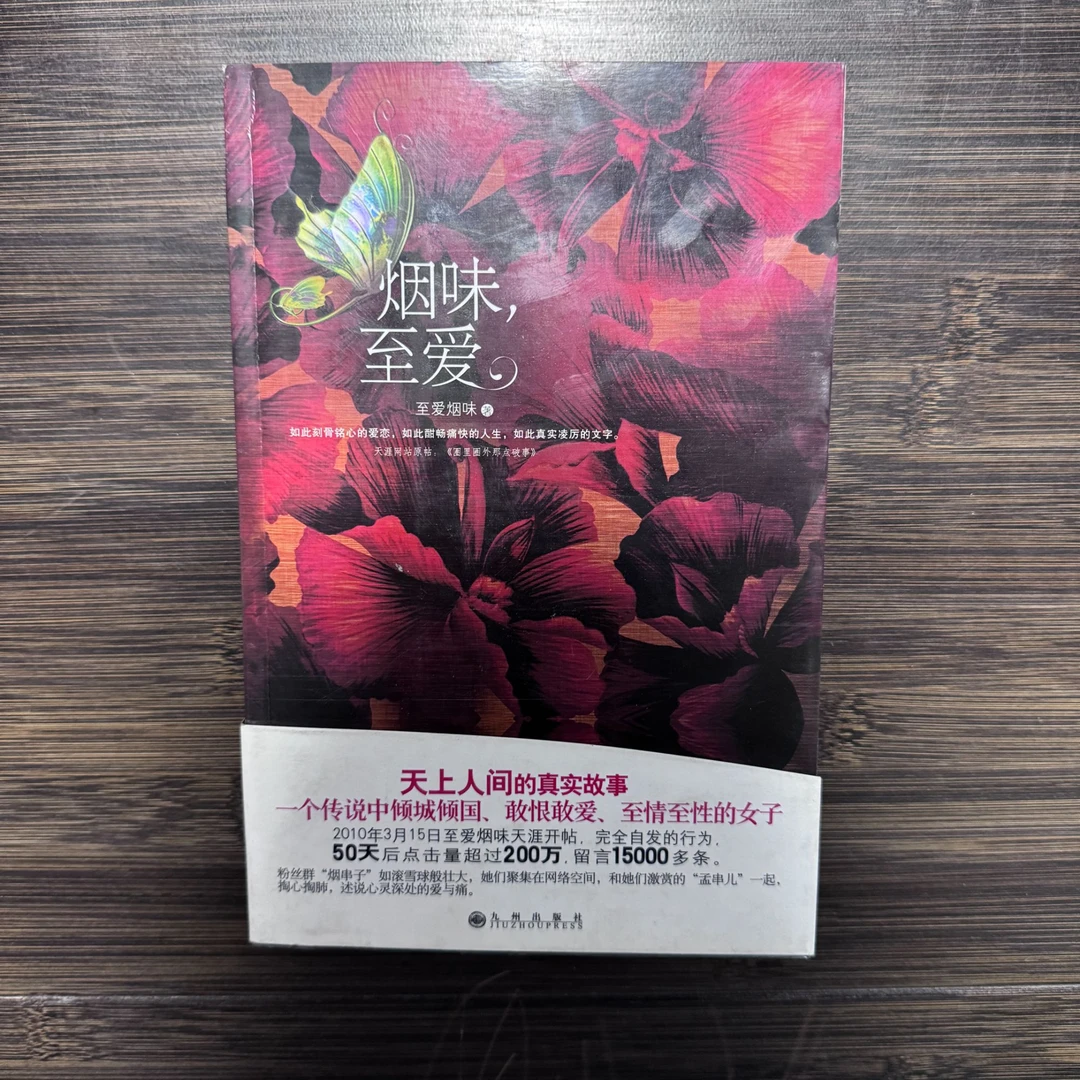 烟味,
至爱
至爱烟味 著
如此刻骨铭心的爱恋，如此酣畅痛快的人生，如此真实凌厉的文字。
天涯网站原帖：《圈里圈外那点破事》
天上人间的真实故事
一个传说中倾城倾国、敢恨敢爱、至情至性的女子
2010年3月15日至爱烟味天涯开帖，完全自发的行为，
50天后点击量超过200万，留言15000多条。
粉丝群“烟串子”如滚雪球般壮大，她们聚集在网络空间，和她们激赏的“孟串儿”一起，
掏心掏肺，述说心灵深处的爱与痛。
九州出版社
JIUZHOUPRESS